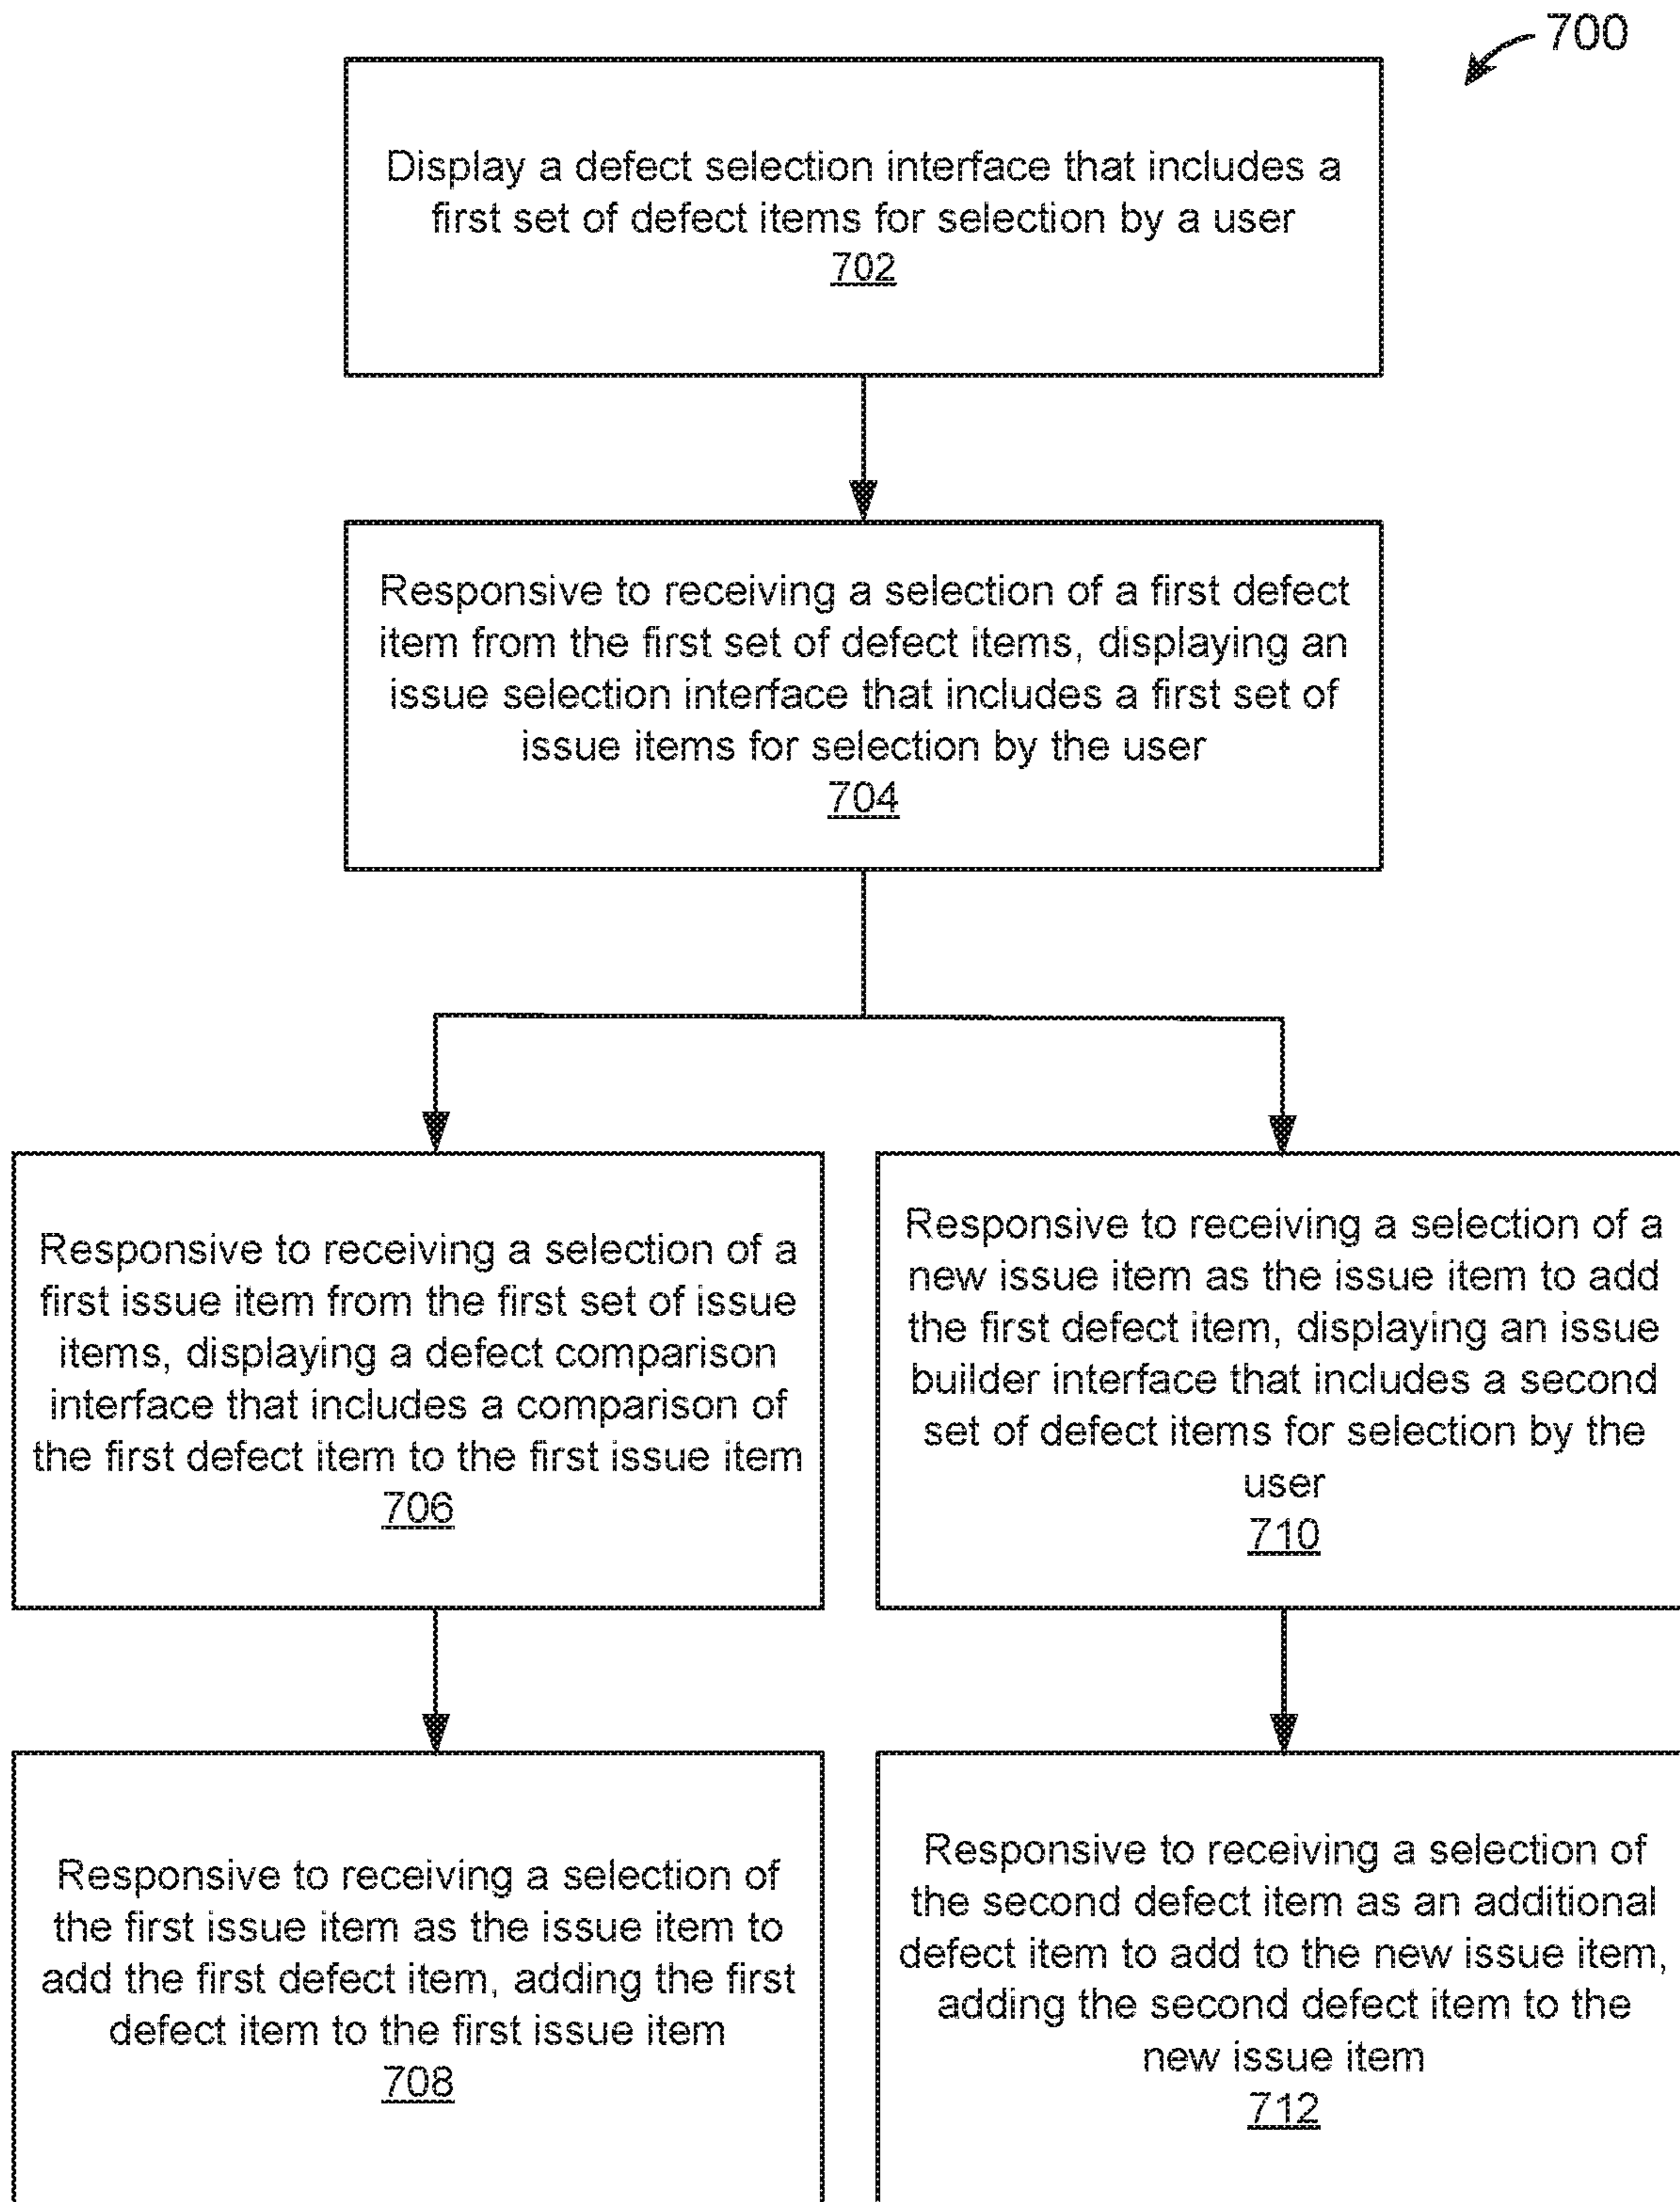 700
Display a defect selection interface that includes a
first set of defect items for selection by a user
702
Responsive to receiving a selection of a first defect
item from the first set of defect items, displaying an
issue selection interface that includes a first set of
issue items for selection by the user
704
Responsive to receiving a selection of a
first issue item from the first set of issue
items, displaying a defect comparison
interface that includes a comparison of
the first defect item to the first issue item
706
Responsive to receiving a selection of a
new issue item as the issue item to add
the first defect item, displaying an issue
builder interface that includes a second
set of defect items for selection by the
user
710
Responsive to receiving a selection of
the first issue item as the issue item to
add the first defect item, adding the first
defect item to the first issue item
708
Responsive to receiving a selection of
the second defect item as an additional
defect item to add to the new issue item,
adding the second defect item to the
new issue item
712